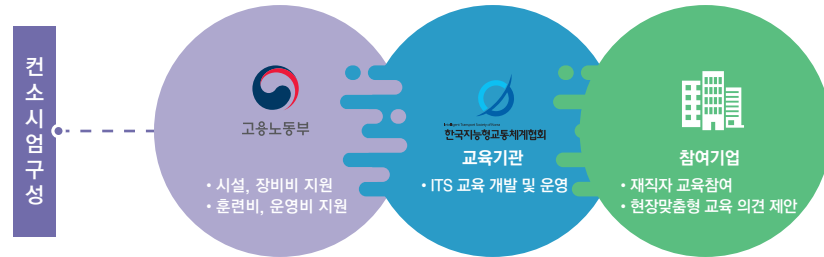 컨소시엄구성
고용노동부
• 시설, 장비비 지원
• 훈련비, 운영비 지원
한국지능형교통체계협회
교육기관
• ITS 교육 개발 및 운영
참여기업
• 재직자 교육참여
• 현장맞춤형 교육 의견 제안